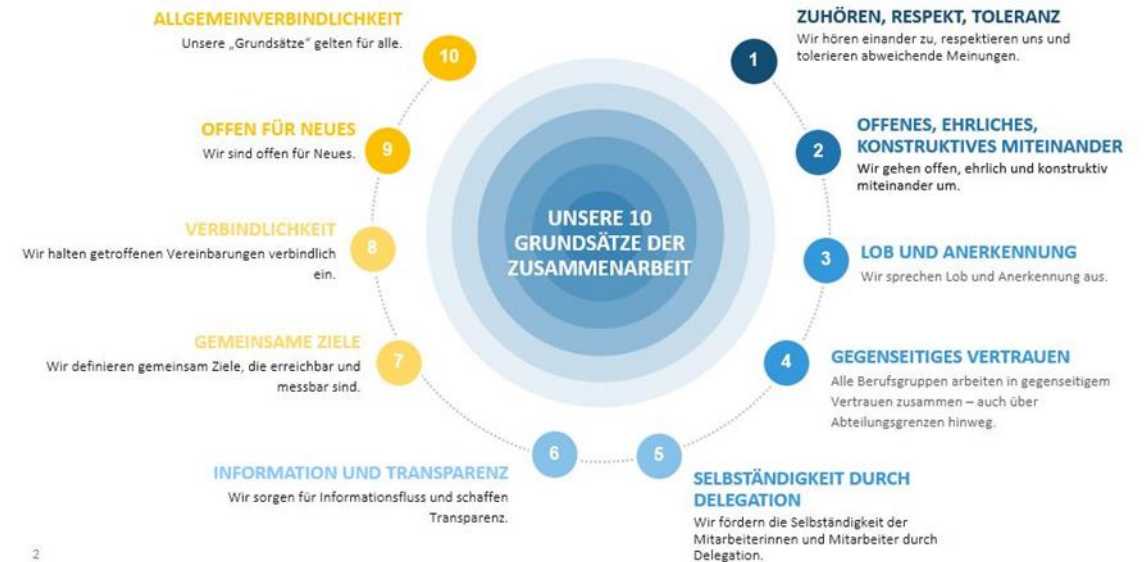 UNSERE 10
GRUNDSÄTZE DER
ZUSAMMENARBEIT
1
ZUHÖREN, RESPEKT, TOLERANZ
Wir hören einander zu, respektieren uns und
tolerieren abweichende Meinungen.
2
OFFENES, EHRLICHES,
KONSTRUKTIVES MITEINANDER
Wir gehen offen, ehrlich und konstruktiv
miteinander um.
3
LOB UND ANERKENNUNG
Wir sprechen Lob und Anerkennung aus.
4
GEGENSEITIGES VERTRAUEN
Alle Berufsgruppen arbeiten in gegenseitigem
Vertrauen zusammen – auch über
Abteilungsgrenzen hinweg.
5
SELBSTÄNDIGKEIT DURCH
DELEGATION
Wir fördern die Selbständigkeit der
Mitarbeiterinnen und Mitarbeiter durch
Delegation.
6
INFORMATION UND TRANSPARENZ
Wir sorgen für Informationsfluss und schaffen
Transparenz.
7
GEMEINSAME ZIELE
Wir definieren gemeinsam Ziele, die erreichbar und
messbar sind.
8
VERBINDLICHKEIT
Wir halten getroffenen Vereinbarungen verbindlich
ein.
9
OFFEN FÜR NEUES
Wir sind offen für Neues.
10
ALLGEMEINVERBINDLICHKEIT
Unsere „Grundsätze“ gelten für alle.
2